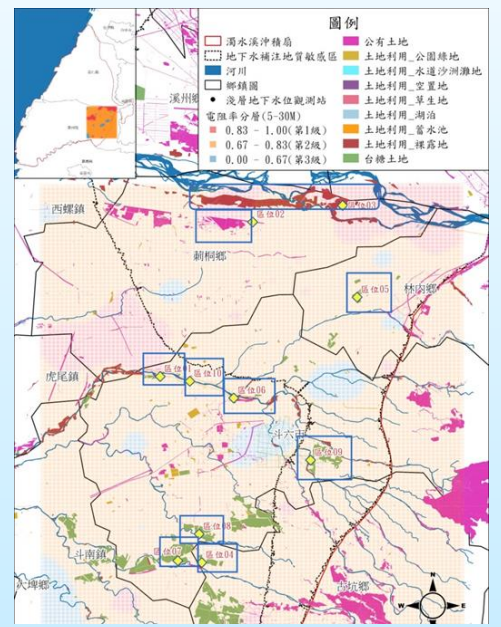 圖例
濁水溪沖積扇
地下水補注地質敏感區
河川
鄉鎮圖
淺層地下水位觀測站
電阻率分層(5-30M)
0.83 - 1.00(第1級)
0.67 - 0.83(第2級)
0.00 - 0.67(第3級)
公有土地
土地利用_公園綠地
土地利用_水道沙洲灘地
土地利用_空置地
土地利用_草生地
土地利用_湖泊
土地利用_蓄水池
土地利用_裸露地
台糖土地
溪州鄉
西螺鎮
區位02
區位03
莿桐鄉
區位05
林內鄉
虎尾鎮
區位01
區位10
區位06
斗六市
區位09
區位08
斗南鎮
區位07
區位04
大埤鄉
古坑鄉
N
W
E
S